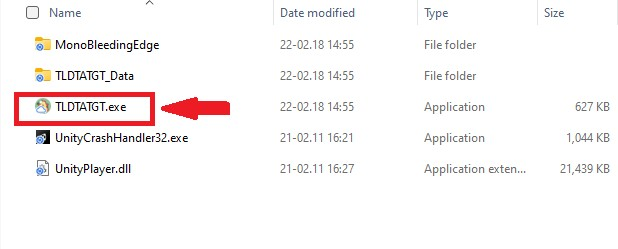 Name Date modified Type Size
MonoBleedingEdge 22-02.18 14:55 File folder
TLDTATGT_Data 22-02.18 14:55 File folder
TLDTATGT.exe 22-02.18 14:55 Application 627 KB
UnityCrashHandler32.exe 21-02.11 16:21 Application 1,044 KB
UnityPlayer.dll 21-02.11 16:27 Application exten... 21,439 KB